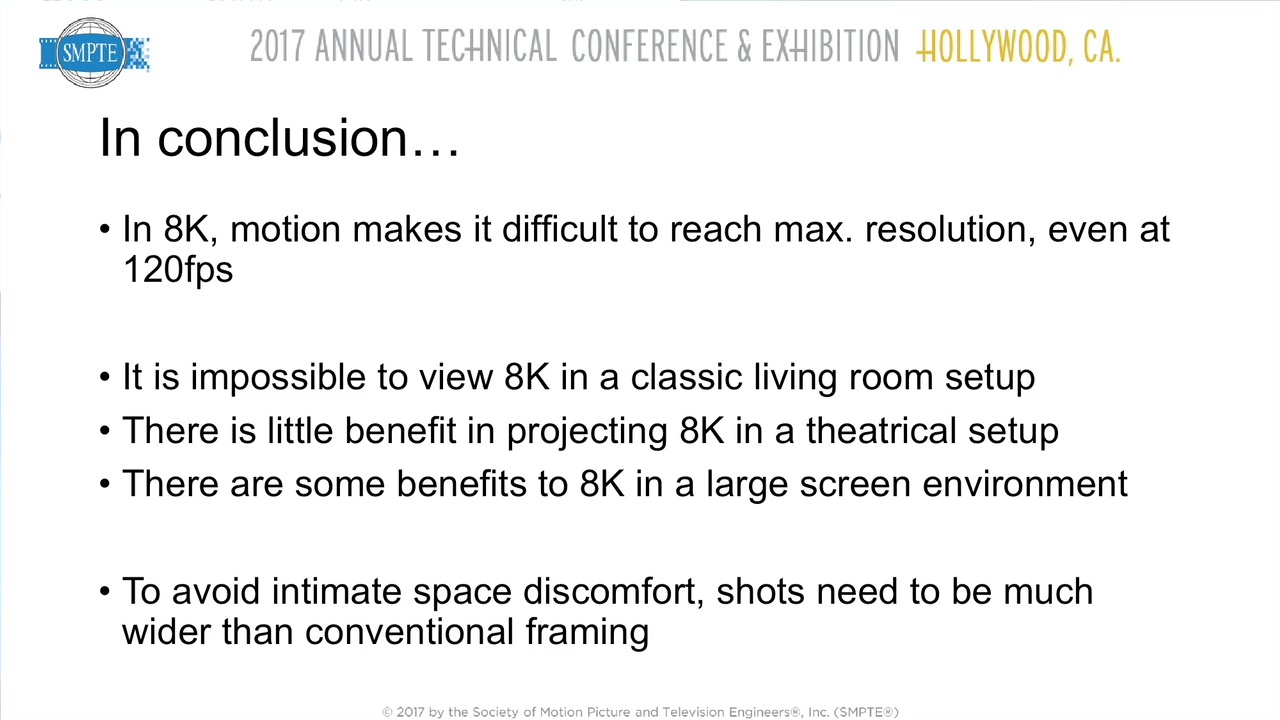 SMPTE
2017 ANNUAL TECHNICAL CONFERENCE & EXHIBITION HOLLYWOOD, CA.
In conclusion…
• In 8K, motion makes it difficult to reach max. resolution, even at
120fps
• It is impossible to view 8K in a classic living room setup
• There is little benefit in projecting 8K in a theatrical setup
• There are some benefits to 8K in a large screen environment
• To avoid intimate space discomfort, shots need to be much
wider than conventional framing
© 2017 by the Society of Motion Picture and Television Engineers®, Inc. (SMPTE®)